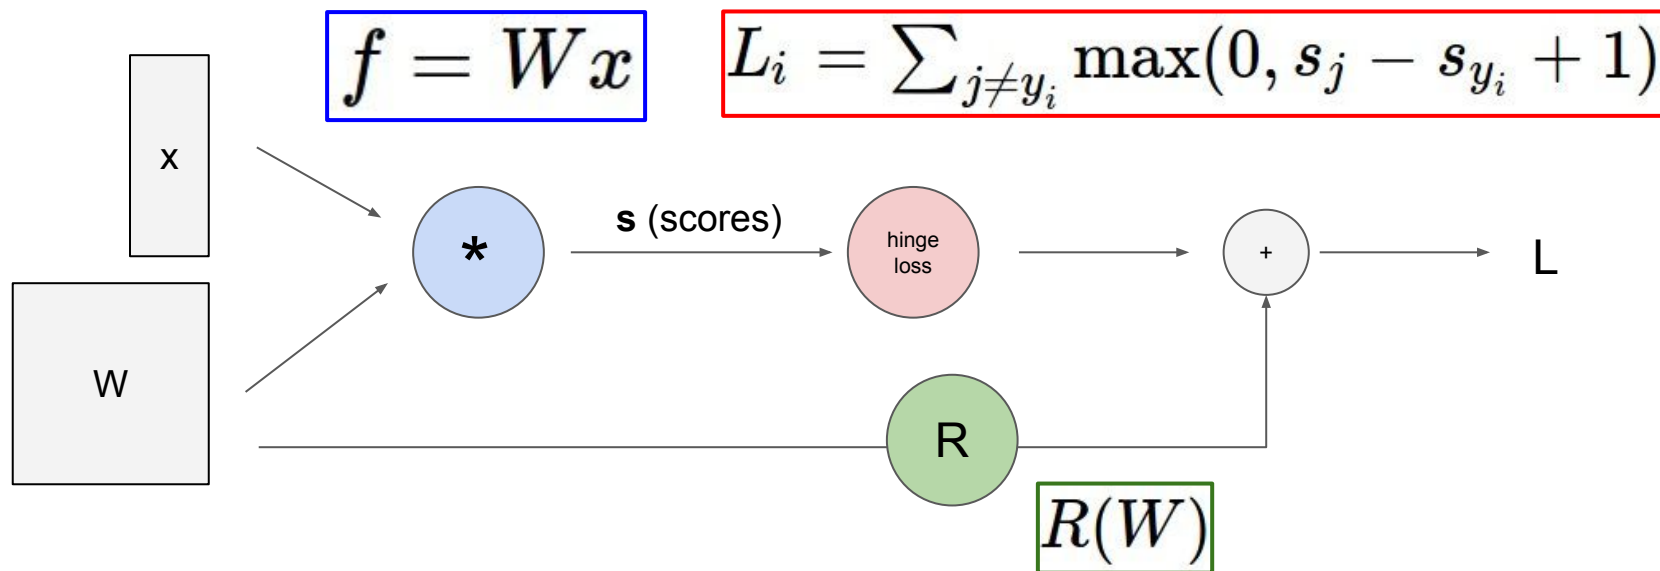 f = Wx
L_i = ∑_{j≠y_i} max(0, s_j − s_{y_i} + 1)
x
s (scores)
*
hinge
loss
+
L
W
R
R(W)